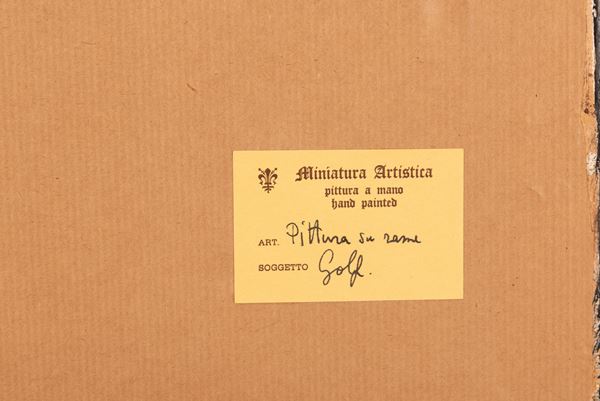 Miniatura Artistica
pittura a mano
hand painted
ART. Pittura su rame
SOGGETTO Golf.